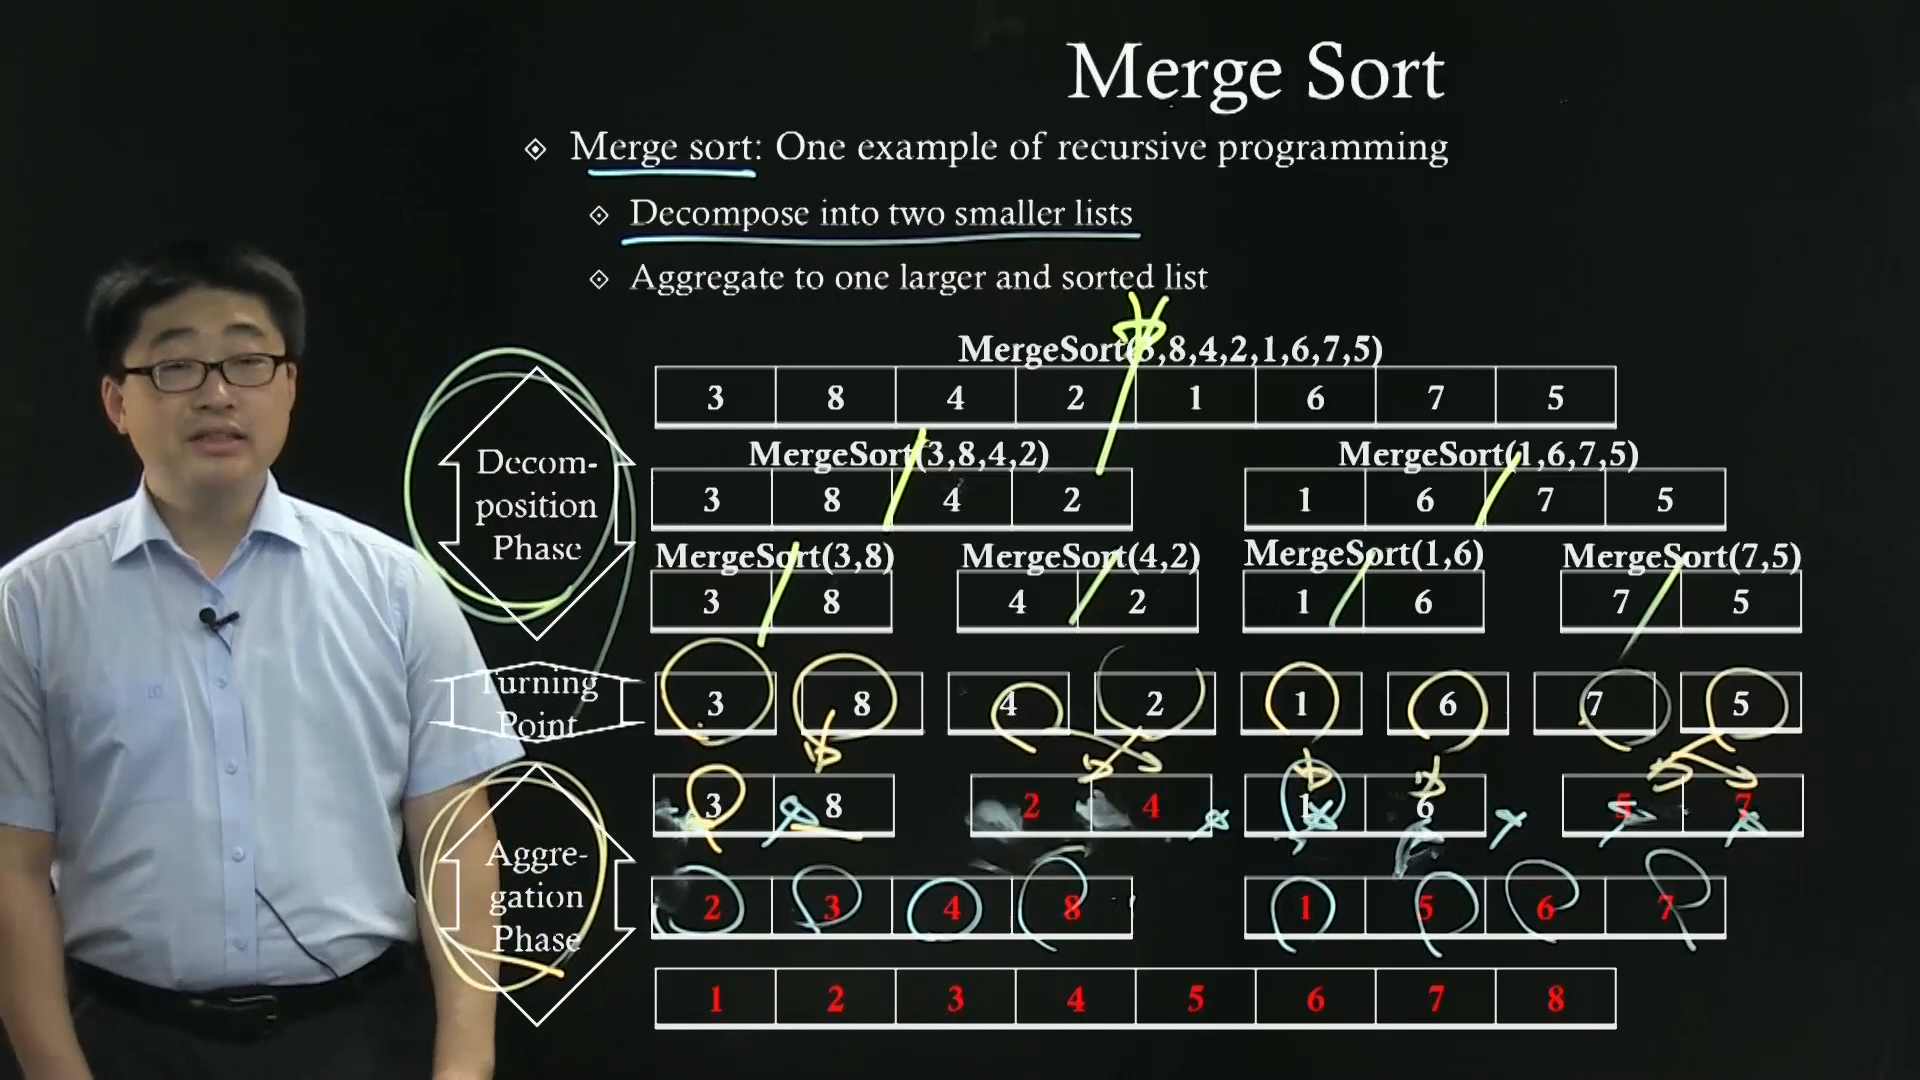 Merge Sort
Merge sort: One example of recursive programming
Decompose into two smaller lists
Aggregate to one larger and sorted list
MergeSort(3,8,4,2,1,6,7,5)
3 8 4 2 1 6 7 5
MergeSort(3,8,4,2) MergeSort(1,6,7,5)
3 8 4 2 1 6 7 5
MergeSort(3,8) MergeSort(4,2) MergeSort(1,6) MergeSort(7,5)
3 8 4 2 1 6 7 5
Decom-
position
Phase
3 8 4 2 1 6 7 5
Turning
Point
3 8 2 4 1 6 5 7
Aggre-
gation
Phase
2 3 4 8 1 5 6 7
1 2 3 4 5 6 7 8